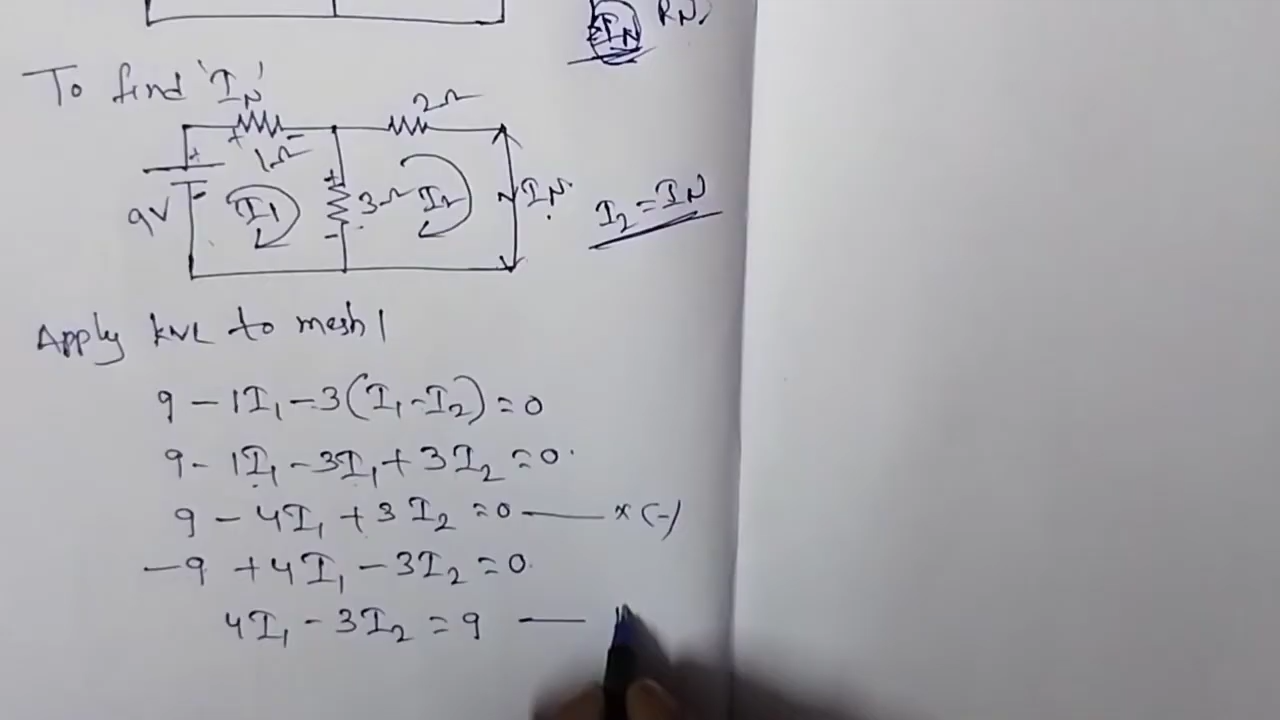 IN RN
To find 'IN'
2Ω
1Ω
9V I1 3Ω I2 IN
I2 = IN
Apply KVL to mesh 1
9 - 1I1 - 3(I1 - I2) = 0
9 - 1I1 - 3I1 + 3I2 = 0
9 - 4I1 + 3I2 = 0 —— × (-)
-9 + 4I1 - 3I2 = 0
4I1 - 3I2 = 9 ——